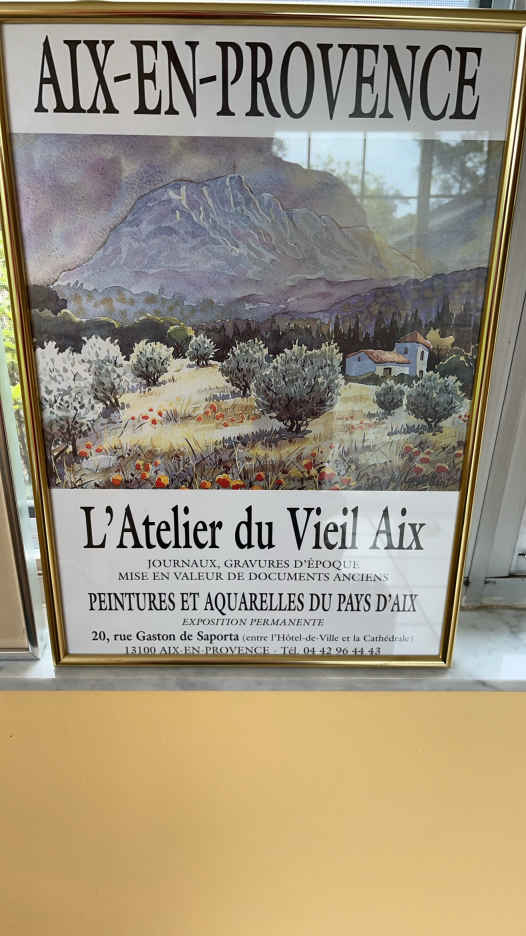 AIX-EN-PROVENCE
L'Atelier du Vieil Aix
JOURNAUX, GRAVURES D'ÉPOQUE
MISE EN VALEUR DE DOCUMENTS ANCIENS
PEINTURES ET AQUARELLES DU PAYS D'AIX
EXPOSITION PERMANENTE
20, rue Gaston de Saporta (entre l'Hôtel-de-Ville et la Cathédrale)
13100 AIX-EN-PROVENCE - Tél. 04 42 96 44 43